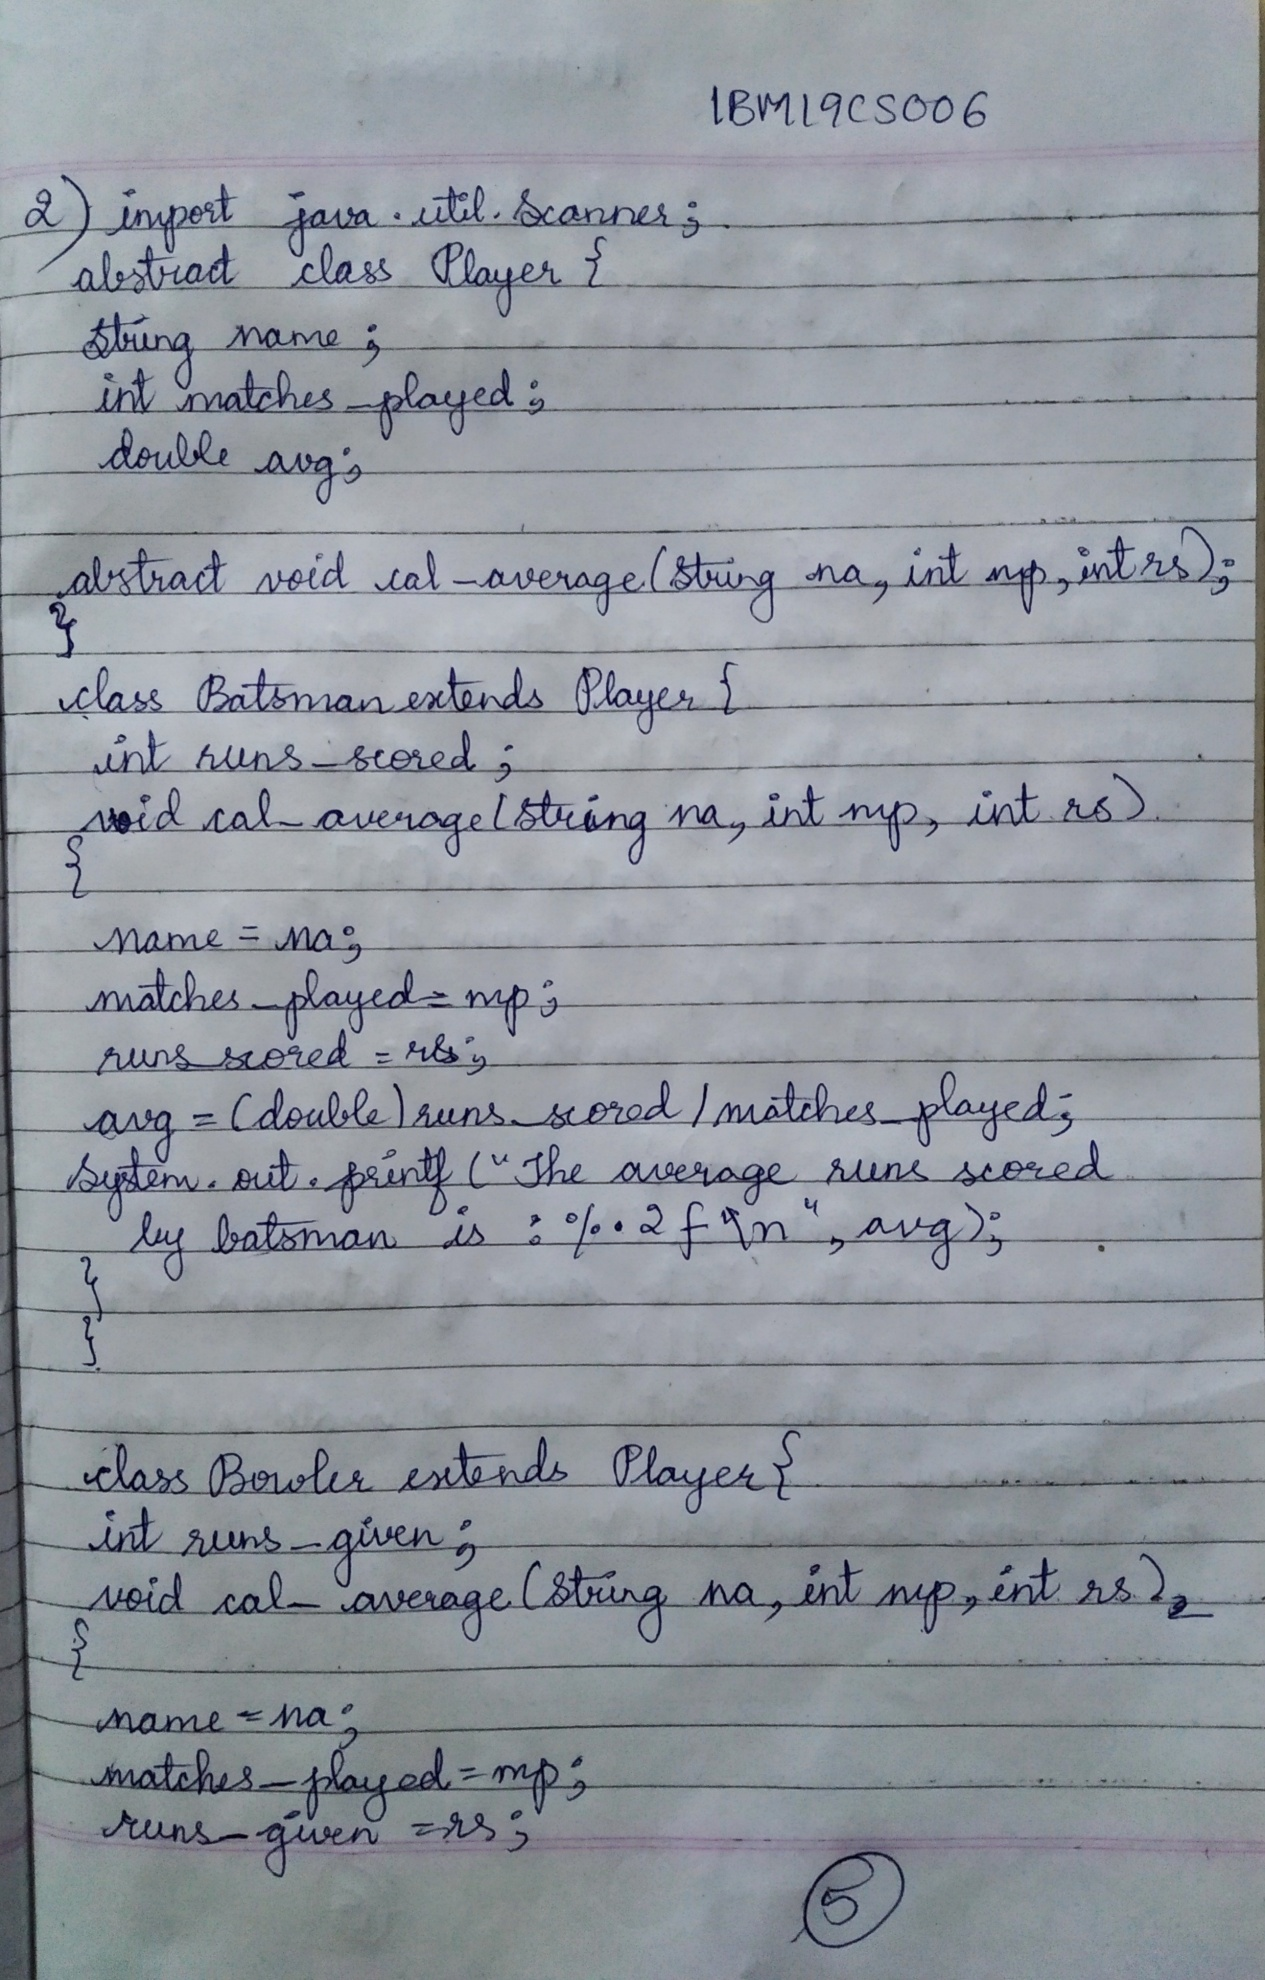 1BM19CS006
2) import java.util.Scanner;
abstract class Player {
String name;
int matches_played;
double avg;
abstract void cal_average(String na, int mp, int rs);
}
class Batsman extends Player {
int runs_scored;
void cal_average(String na, int mp, int rs)
{
name = na;
matches_played = mp;
runs_scored = rs;
avg = (double)runs_scored/matches_played;
System.out.printf("The average runs scored
by batsman is : %.2f \n", avg);
}
}
class Bowler extends Player {
int runs_given;
void cal_average(String na, int mp, int rs)
{
name = na;
matches_played = mp;
runs_given = rs;
5